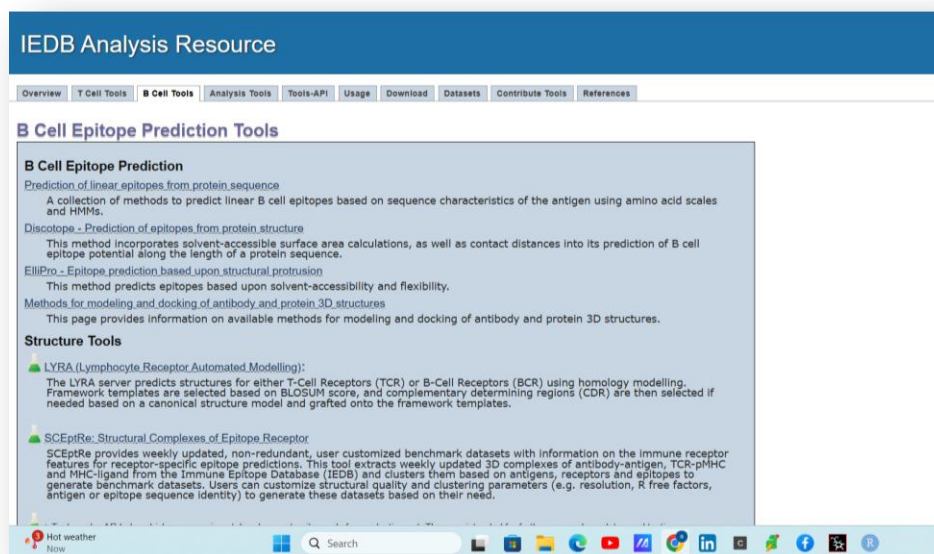 IEDB Analysis Resource
Overview T Cell Tools B Cell Tools Analysis Tools Tools-API Usage Download Datasets Contribute Tools References
B Cell Epitope Prediction Tools
B Cell Epitope Prediction
Prediction of linear epitopes from protein sequence
A collection of methods to predict linear B cell epitopes based on sequence characteristics of the antigen using amino acid scales
and HMMs.
Discotope - Prediction of epitopes from protein structure
This method incorporates solvent-accessible surface area calculations, as well as contact distances into its prediction of B cell
epitope potential along the length of a protein sequence.
ElliPro - Epitope prediction based upon structural protrusion
This method predicts epitopes based upon solvent-accessibility and flexibility.
Methods for modeling and docking of antibody and protein 3D structures
This page provides information on available methods for modeling and docking of antibody and protein 3D structures.
Structure Tools
LYRA (Lymphocyte Receptor Automated Modelling):
The LYRA server predicts structures for either T-Cell Receptors (TCR) or B-Cell Receptors (BCR) using homology modelling.
Framework templates are selected based on BLOSUM score, and complementary determining regions (CDR) are then selected if
needed based on a canonical structure model and grafted onto the framework templates.
SCEptRe: Structural Complexes of Epitope Receptor
SCEptRe provides weekly updated, non-redundant, user customized benchmark datasets with information on the immune receptor
features for receptor-specific epitope predictions. This tool extracts weekly updated 3D complexes of antibody-antigen, TCR-pMHC
and MHC-ligand from the Immune Epitope Database (IEDB) and clusters them based on antigens, receptors and epitopes to
generate benchmark datasets. Users can customize structural quality and clustering parameters (e.g. resolution, R free factors,
antigen or epitope sequence identity) to generate these datasets based on their need.
3
Hot weather
Now
Search
in
R